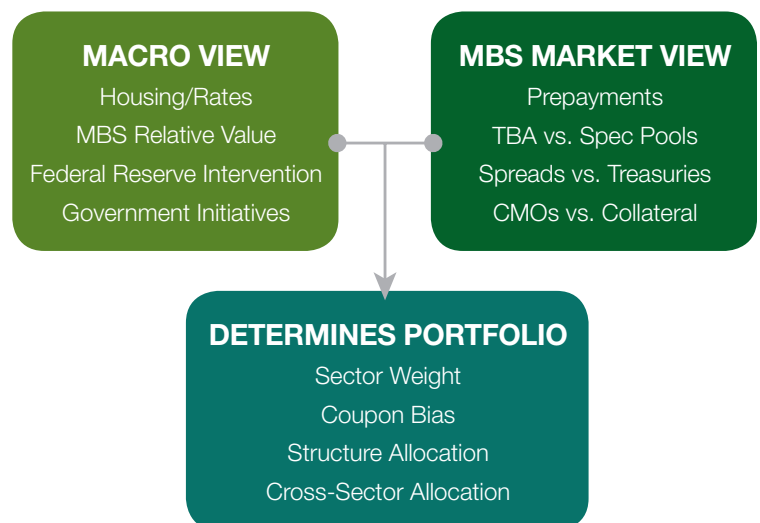 MACRO VIEW
Housing/Rates
MBS Relative Value
Federal Reserve Intervention
Government Initiatives
MBS MARKET VIEW
Prepayments
TBA vs. Spec Pools
Spreads vs. Treasuries
CMOs vs. Collateral
DETERMINES PORTFOLIO
Sector Weight
Coupon Bias
Structure Allocation
Cross-Sector Allocation